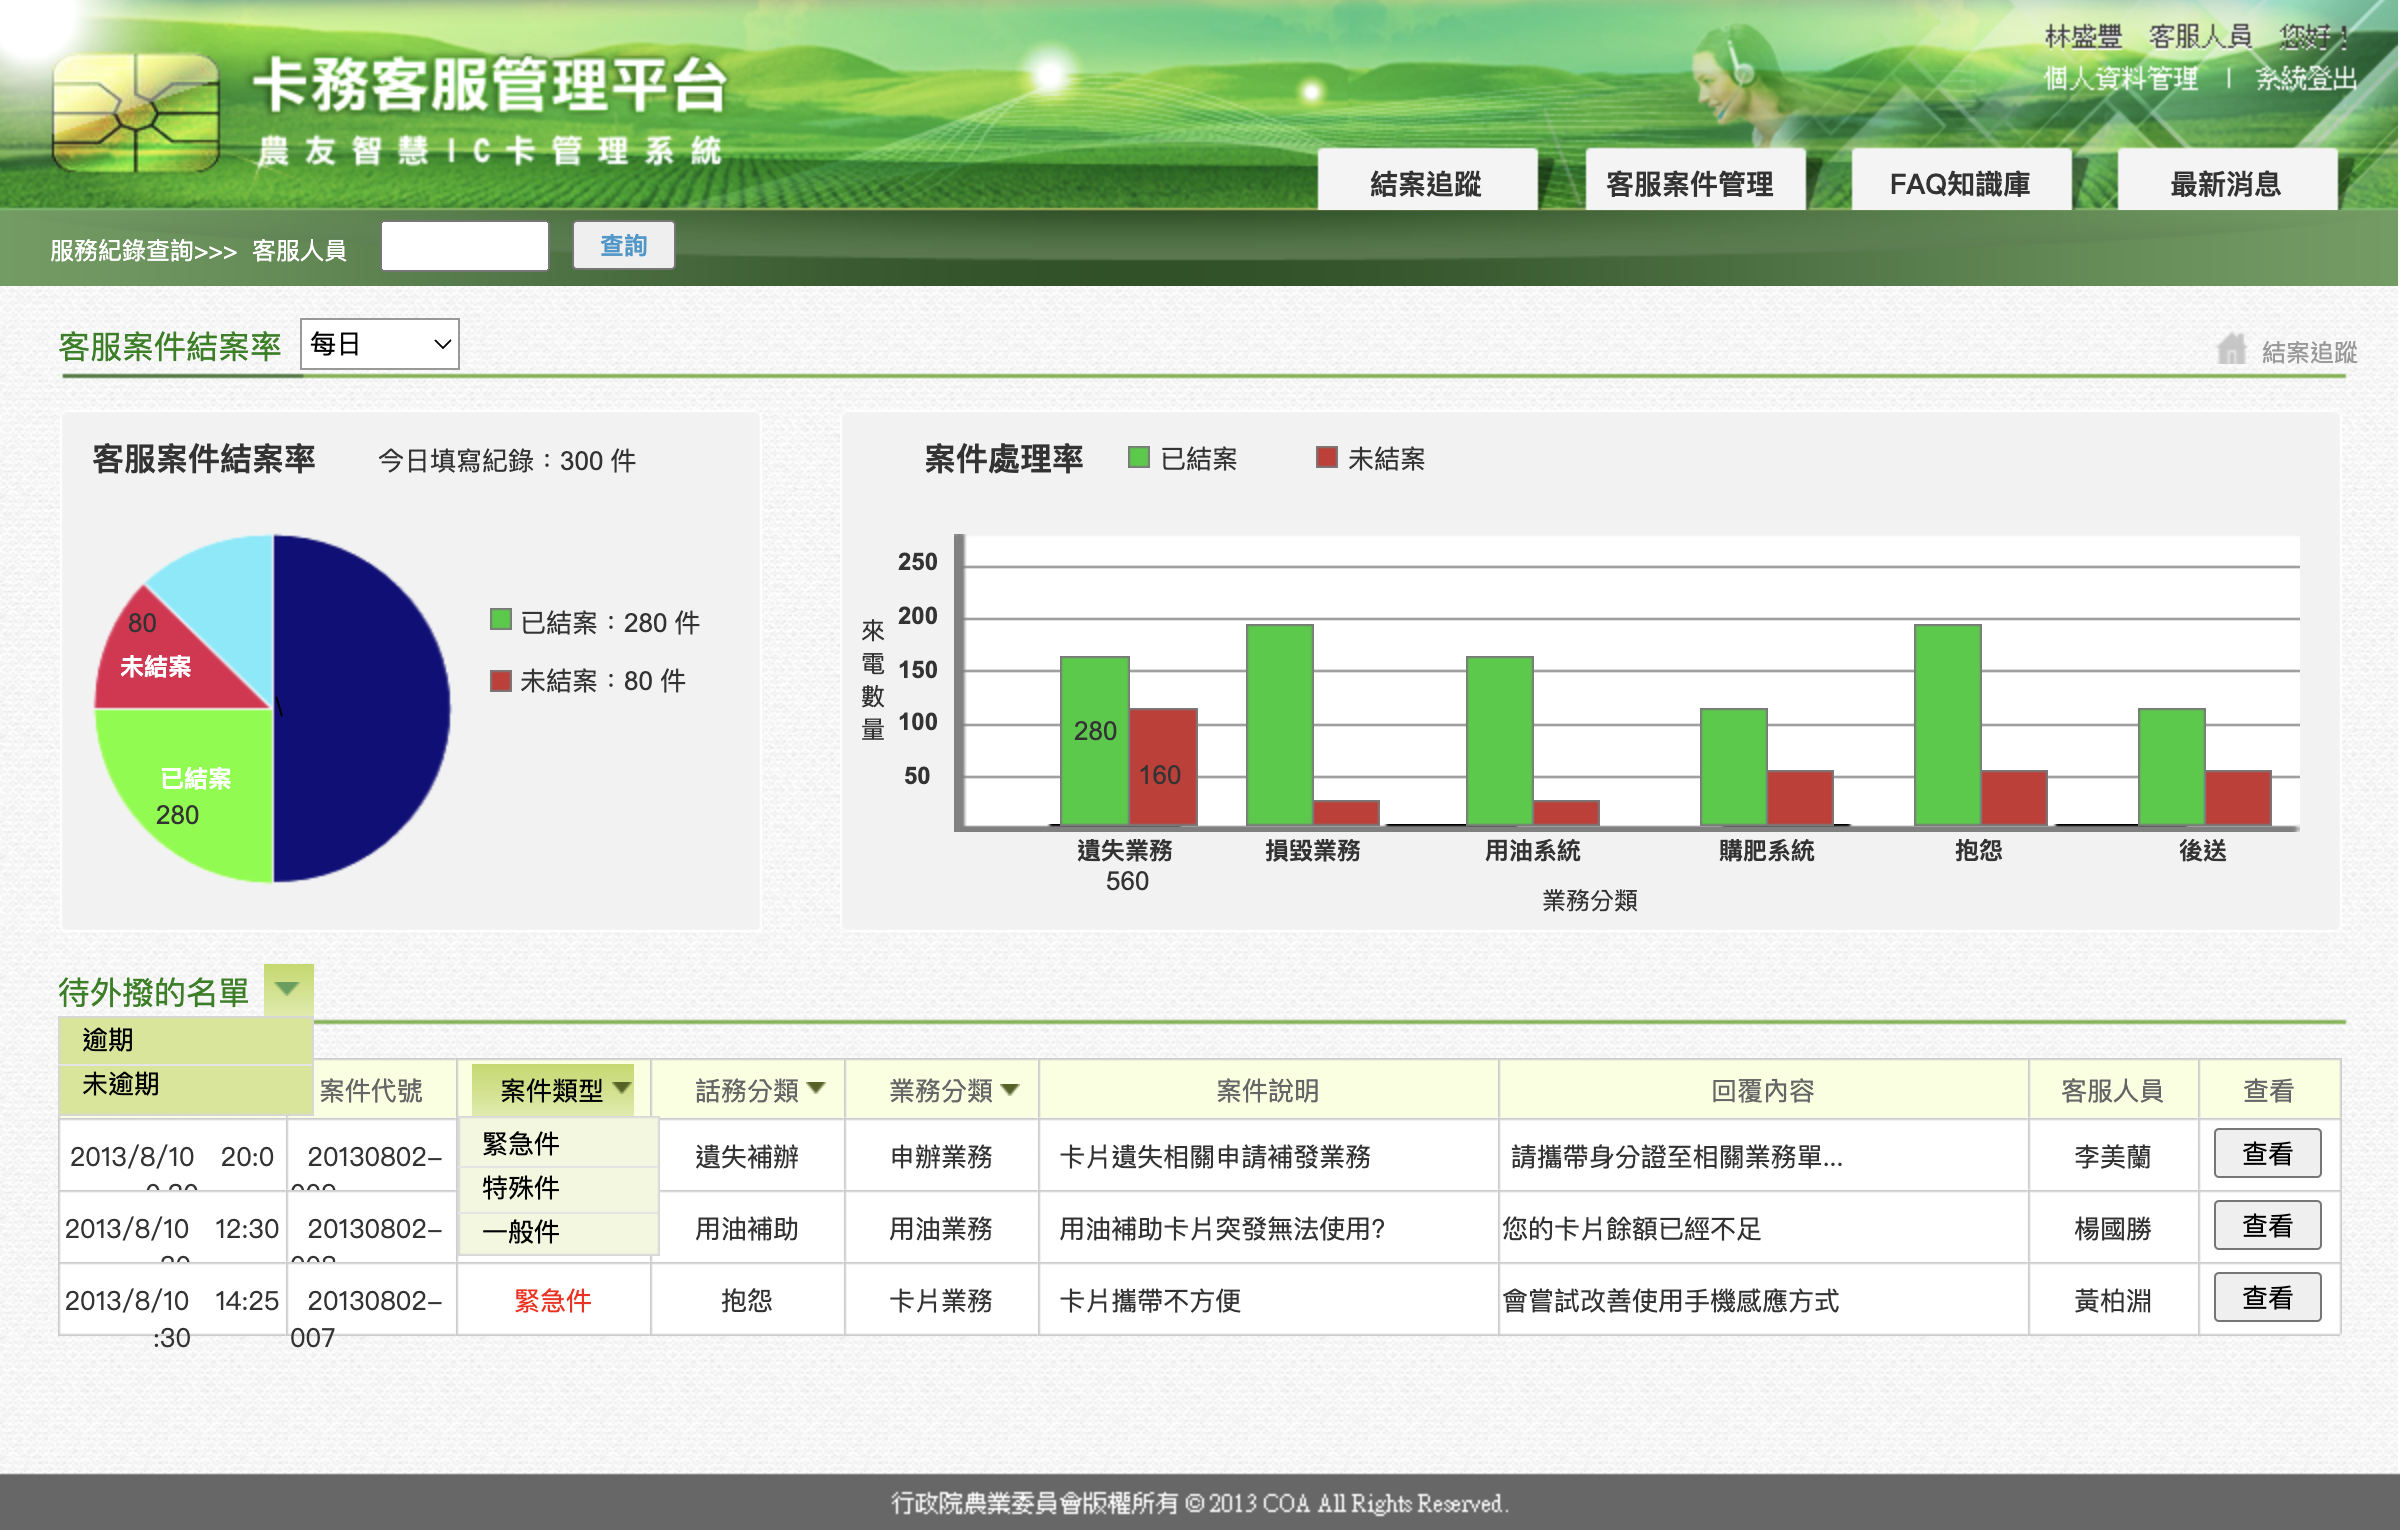 林盛豐 客服人員 您好！
個人資料管理 | 系統登出
卡務客服管理平台
農友智慧IC卡管理系統
結案追蹤
客服案件管理
FAQ知識庫
最新消息
服務紀錄查詢>>> 客服人員
查詢
客服案件結案率
每日
結案追蹤
客服案件結案率
今日填寫紀錄：300 件
80
未結案
已結案
280
已結案：280 件
未結案：80 件
案件處理率
已結案
未結案
來電數量
250
200
150
100
50
280
160
遺失業務
560
損毀業務
用油系統
購肥系統
抱怨
後送
業務分類
待外撥的名單
逾期
未逾期
案件代號
案件類型
話務分類
業務分類
案件說明
回覆內容
客服人員
查看
緊急件
特殊件
一般件
2013/8/10 20:0
20130802-
遺失補辦
申辦業務
卡片遺失相關申請補發業務
請攜帶身分證至相關業務單...
李美蘭
查看
2013/8/10 12:30
20130802-
用油補助
用油業務
用油補助卡片突發無法使用?
您的卡片餘額已經不足
楊國勝
查看
2013/8/10 14:25
:30
20130802-
007
緊急件
抱怨
卡片業務
卡片攜帶不方便
會嘗試改善使用手機感應方式
黃柏淵
查看
行政院農業委員會版權所有 © 2013 COA All Rights Reserved.